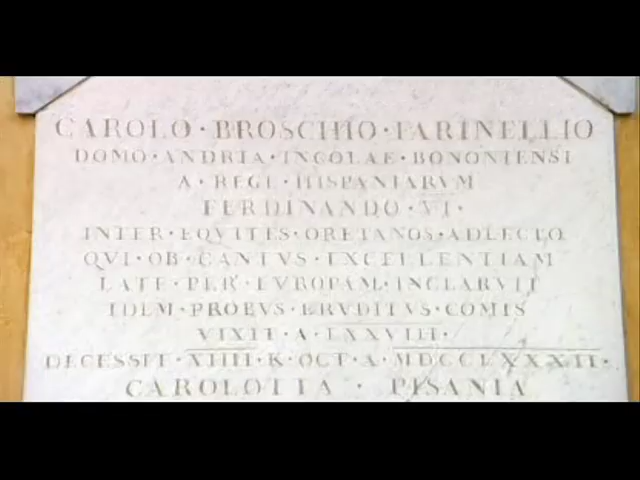 CAROLO·BROSCHIO·FARINELLIO
DOMO·ANDRIA·INCOLAE·BONONIENSI
A·REGE·HISPANIARVM
FERDINANDO·VI·
INTER·EQVITES·ORETANOS·ADLECTO
QVI·OB·CANTVS·EXCELLENTIAM
LATE·PER·EVROPAM·INCLARVIT
IDEM·PROBVS·ERVDITVS·COMIS
VIXIT·A·LXXVIII·
DECESSIT·XIIII·K·OCT·A·MDCCLXXXII·
CAROLOTTA · PISANIA